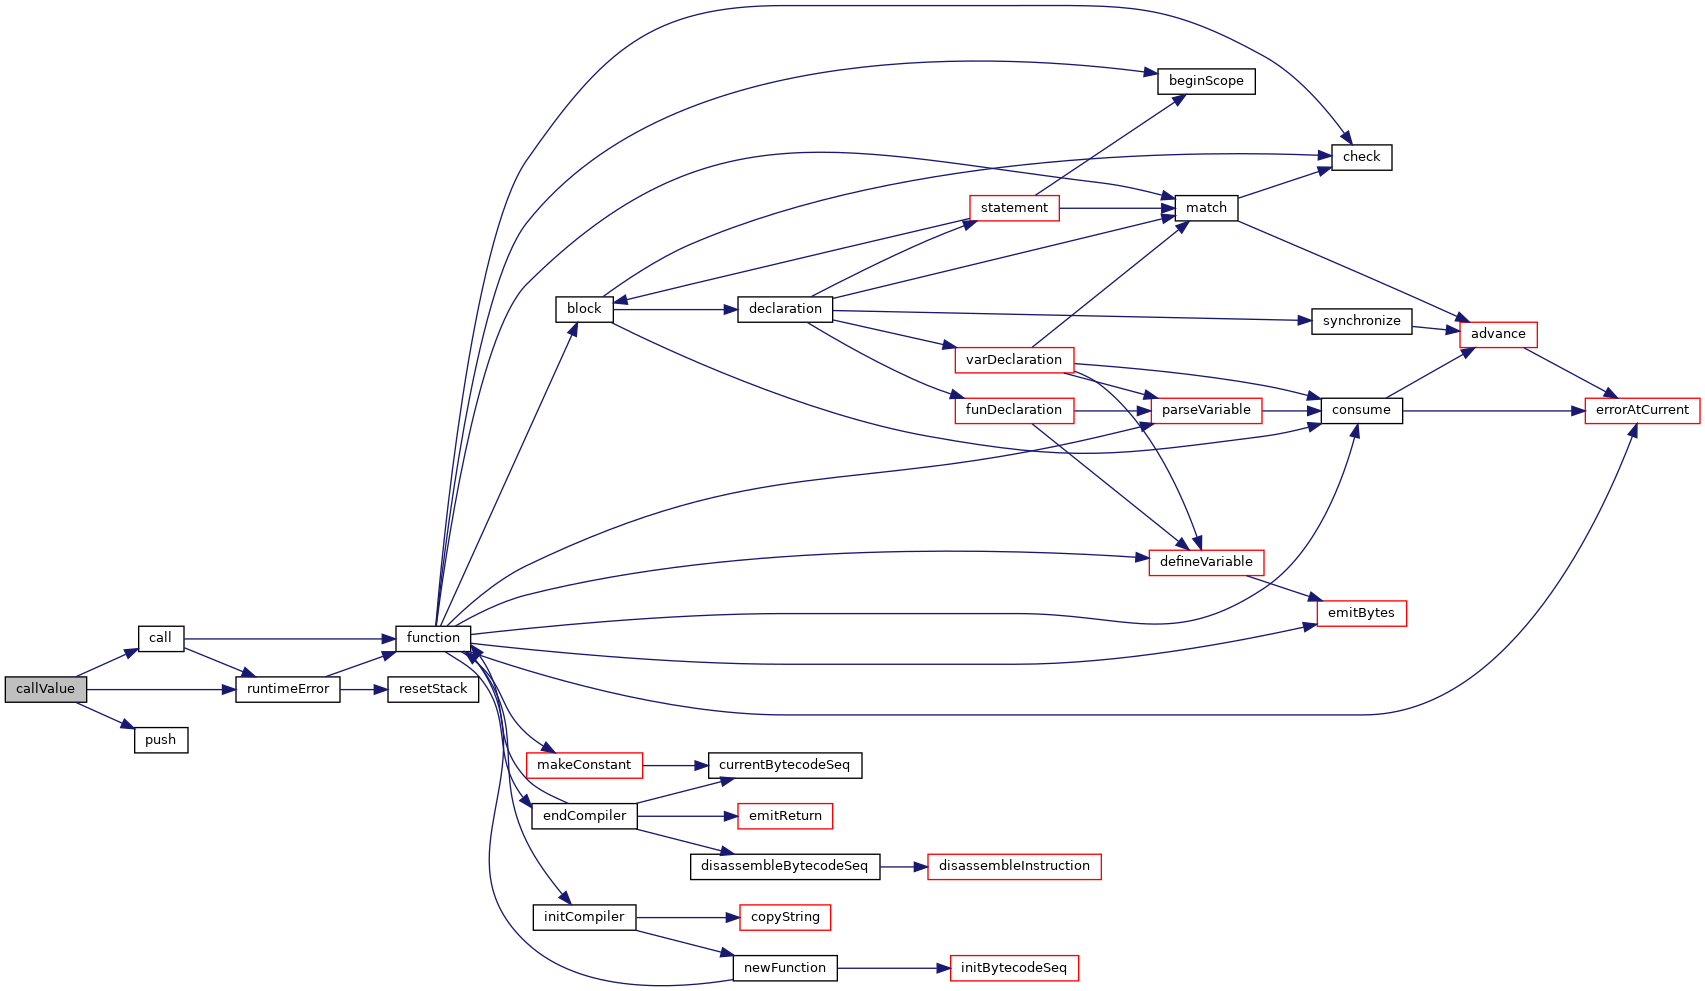 beginScope
check
statement
match
block
declaration
synchronize
advance
varDeclaration
funDeclaration
parseVariable
consume
errorAtCurrent
defineVariable
emitBytes
call
function
callValue
runtimeError
resetStack
push
makeConstant
currentBytecodeSeq
endCompiler
emitReturn
disassembleBytecodeSeq
disassembleInstruction
initCompiler
copyString
newFunction
initBytecodeSeq